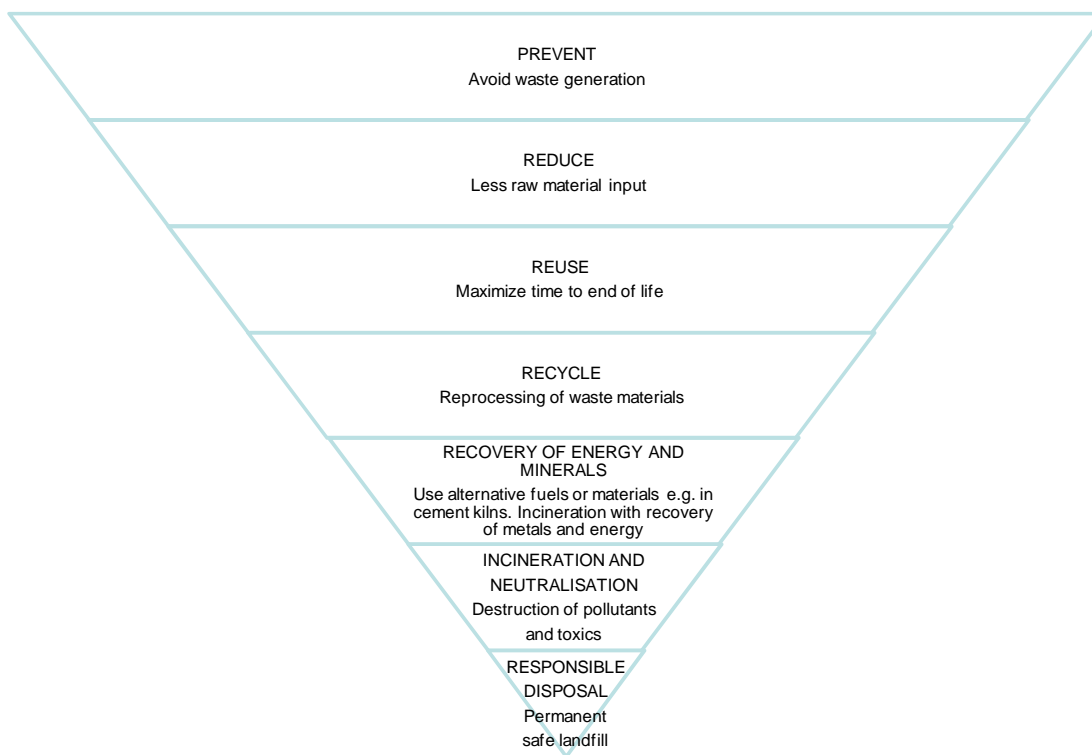 PREVENT
Avoid waste generation
REDUCE
Less raw material input
REUSE
Maximize time to end of life
RECYCLE
Reprocessing of waste materials
RECOVERY OF ENERGY AND
MINERALS
Use alternative fuels or materials e.g. in
cement kilns. Incineration with recovery
of metals and energy
INCINERATION AND
NEUTRALISATION
Destruction of pollutants
and toxics
RESPONSIBLE
DISPOSAL
Permanent
safe landfill